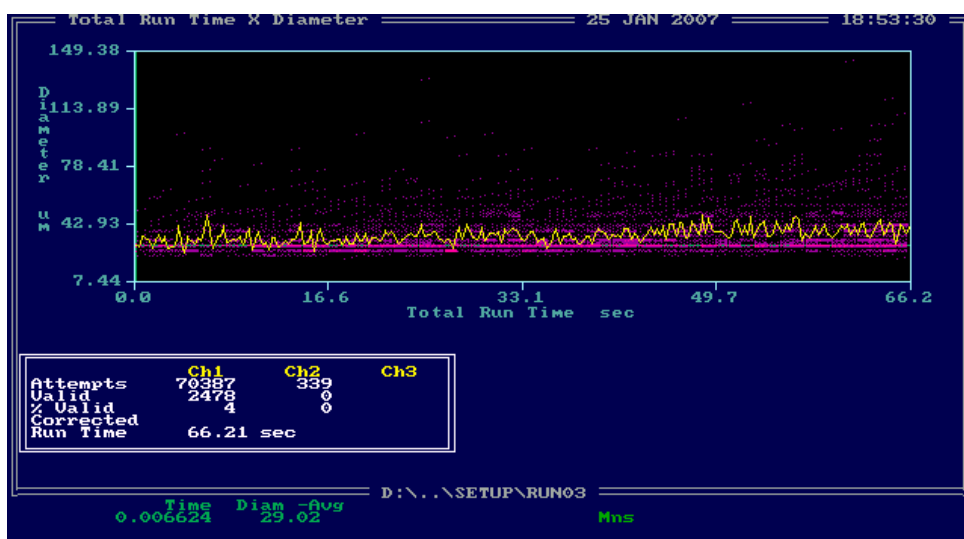 Total Run Time X Diameter 25 JAN 2007 18:53:30
149.38
113.89
78.41
42.93
7.44
Diameter uM
0.0 16.6 33.1 49.7 66.2
Total Run Time sec
Ch1 Ch2 Ch3
Attempts 70387 339
Valid 2478 0
% Valid 4 0
Corrected
Run Time 66.21 sec
D:\..\SETUP\RUN03
Time Diam -Avg
0.006624 29.02 Mns